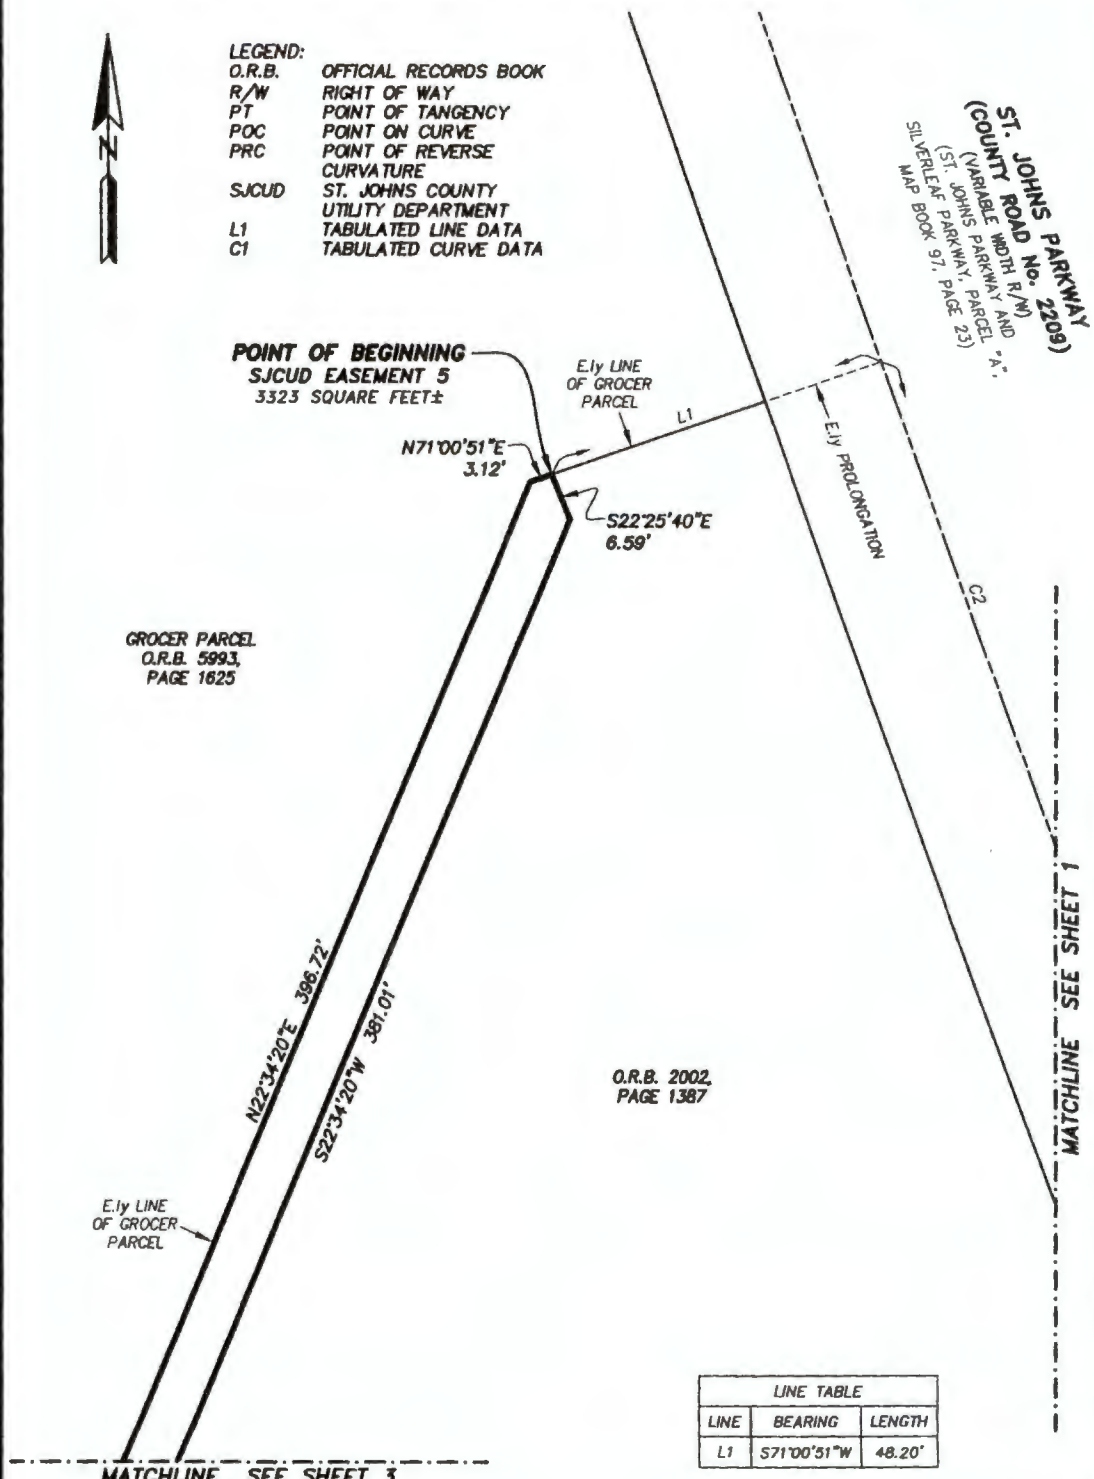 N
LEGEND:
O.R.B. OFFICIAL RECORDS BOOK
R/W RIGHT OF WAY
PT POINT OF TANGENCY
POC POINT ON CURVE
PRC POINT OF REVERSE
CURVATURE
SJCUD ST. JOHNS COUNTY
UTILITY DEPARTMENT
L1 TABULATED LINE DATA
C1 TABULATED CURVE DATA
ST. JOHNS PARKWAY
(COUNTY ROAD No. 2209)
(VARIABLE WIDTH R/W)
(ST. JOHNS PARKWAY AND
SILVERLEAF PARKWAY, PARCEL "A",
MAP BOOK 97, PAGE 23)
POINT OF BEGINNING
SJCUD EASEMENT 5
3323 SQUARE FEET±
E.ly LINE
OF GROCER
PARCEL
L1
N71°00'51"E
3.12'
E.ly PROLONGATION
S22°25'40"E
6.59'
C2
GROCER PARCEL
O.R.B. 5993,
PAGE 1625
N22°34'20"E 396.72'
S22°34'20"W 381.01'
O.R.B. 2002,
PAGE 1387
MATCHLINE SEE SHEET 1
E.ly LINE
OF GROCER
PARCEL
LINE TABLE
LINE BEARING LENGTH
L1 S71°00'51"W 48.20'
MATCHLINE SEE SHEET 3